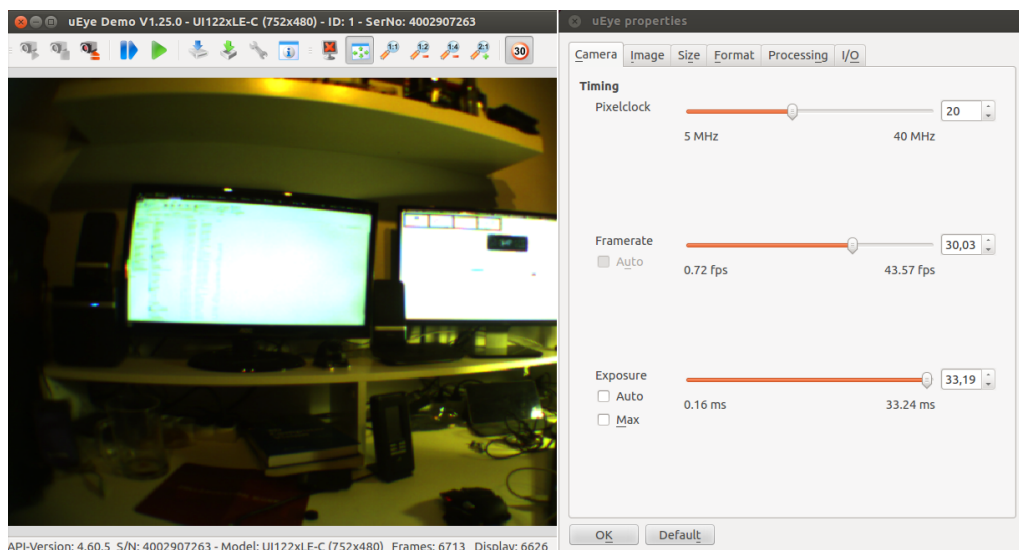 uEye Demo V1.25.0 - UI122xLE-C (752x480) - ID: 1 - SerNo: 4002907263
1:1
1:2
1:4
2:1
30
API-Version: 4.60.5 S/N: 4002907263 - Model: UI122xLE-C (752x480) Frames: 6713 Display: 6626
uEye properties
Camera Image Size Format Processing I/O
Timing
Pixelclock
20
5 MHz 40 MHz
Framerate
30,03
Auto
0.72 fps 43.57 fps
Exposure
33,19
Auto
0.16 ms 33.24 ms
Max
OK Default